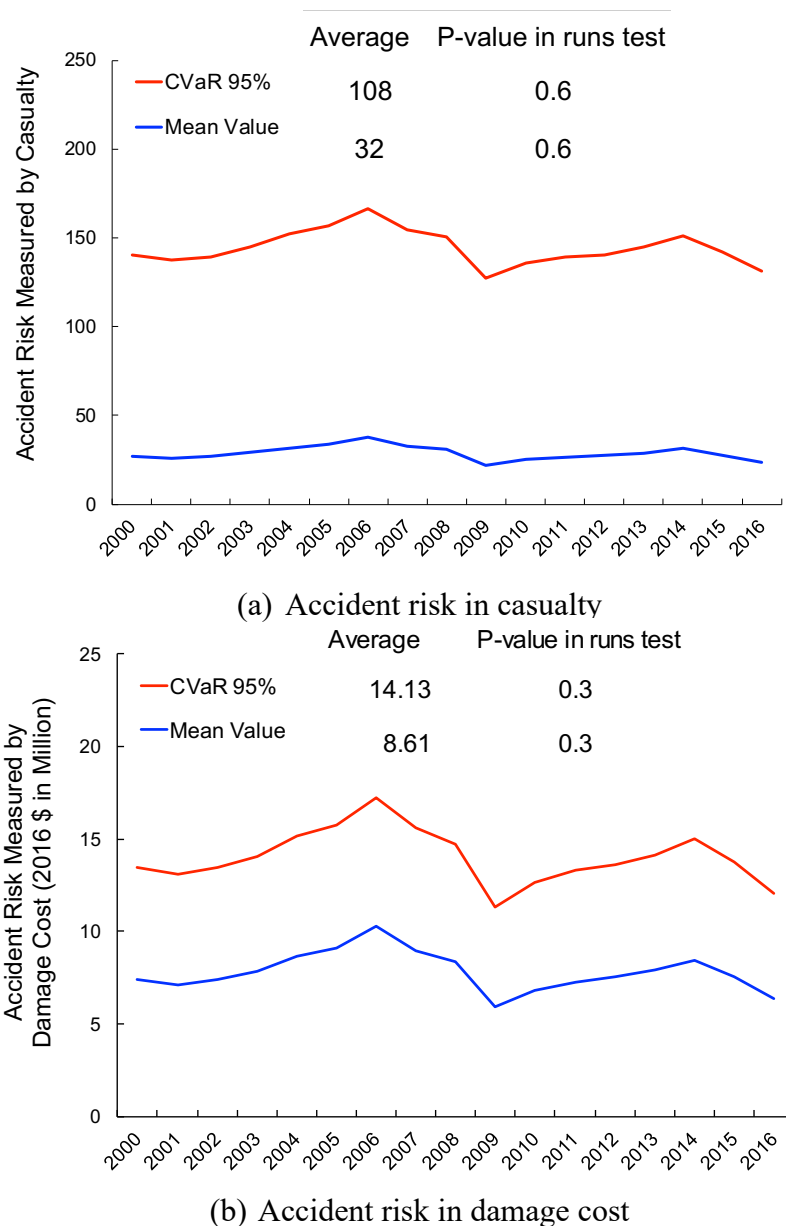 Average P-value in runs test
250
CVaR 95% 108 0.6
200
Mean Value 32 0.6
150
100
50
0
Accident Risk Measured by Casualty
2000 2001 2002 2003 2004 2005 2006 2007 2008 2009 2010 2011 2012 2013 2014 2015 2016
(a) Accident risk in casualty
Average P-value in runs test
25
CVaR 95% 14.13 0.3
Mean Value 8.61 0.3
20
15
10
5
0
Accident Risk Measured by
Damage Cost (2016 $ in Million)
2000 2001 2002 2003 2004 2005 2006 2007 2008 2009 2010 2011 2012 2013 2014 2015 2016
(b) Accident risk in damage cost